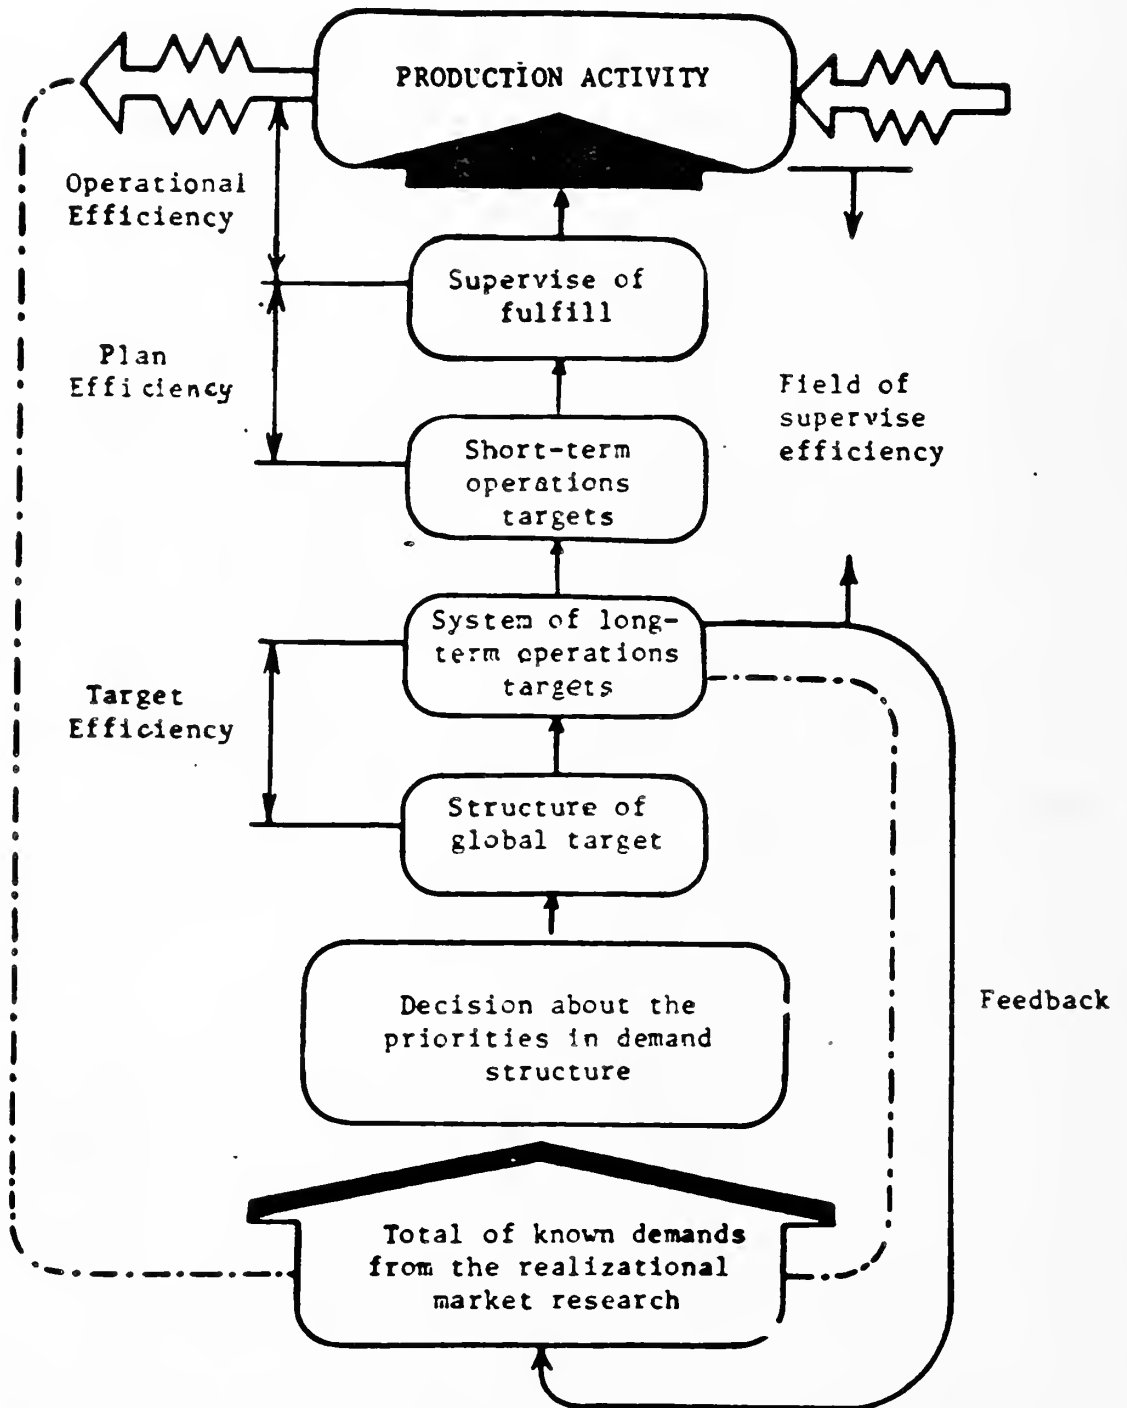 PRODUCTION ACTIVITY
Operational
Efficiency
Supervise of
fulfill
Plan
Efficiency
Field of
supervise
efficiency
Short-term
operations
targets
System of long-
term operations
targets
Target
Efficiency
Structure of
global target
Decision about the
priorities in demand
structure
Feedback
Total of known demands
from the realizational
market research